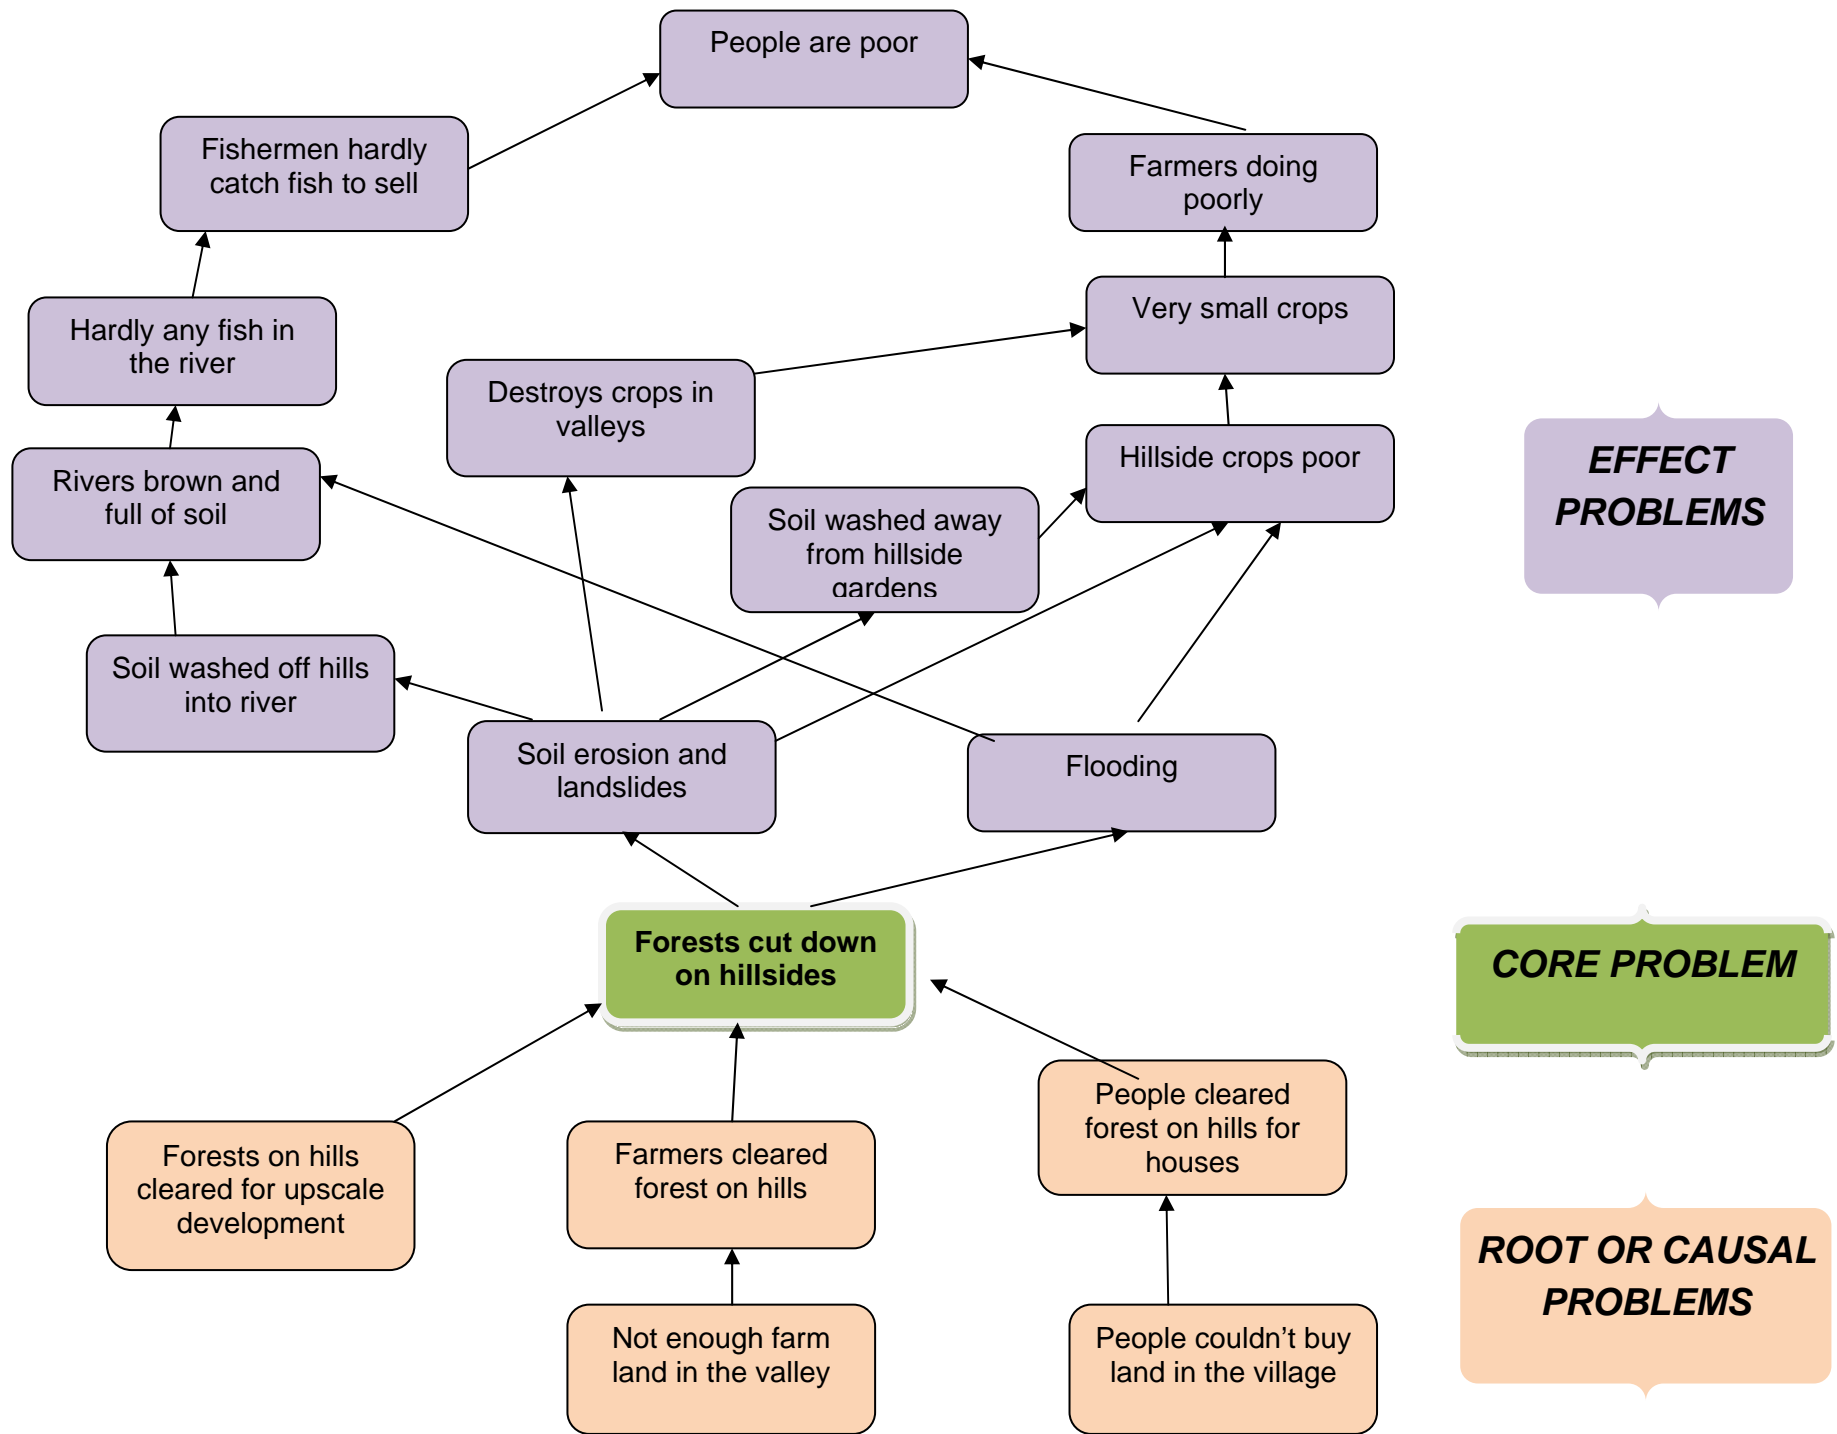 People are poor
Fishermen hardly
catch fish to sell
Farmers doing
poorly
Hardly any fish in
the river
Very small crops
Destroys crops in
valleys
Rivers brown and
full of soil
Hillside crops poor
Soil washed away
from hillside
gardens
EFFECT
PROBLEMS
Soil washed off hills
into river
Soil erosion and
landslides
Flooding
Forests cut down
on hillsides
CORE PROBLEM
Forests on hills
cleared for upscale
development
Farmers cleared
forest on hills
People cleared
forest on hills for
houses
ROOT OR CAUSAL
PROBLEMS
Not enough farm
land in the valley
People couldn’t buy
land in the village